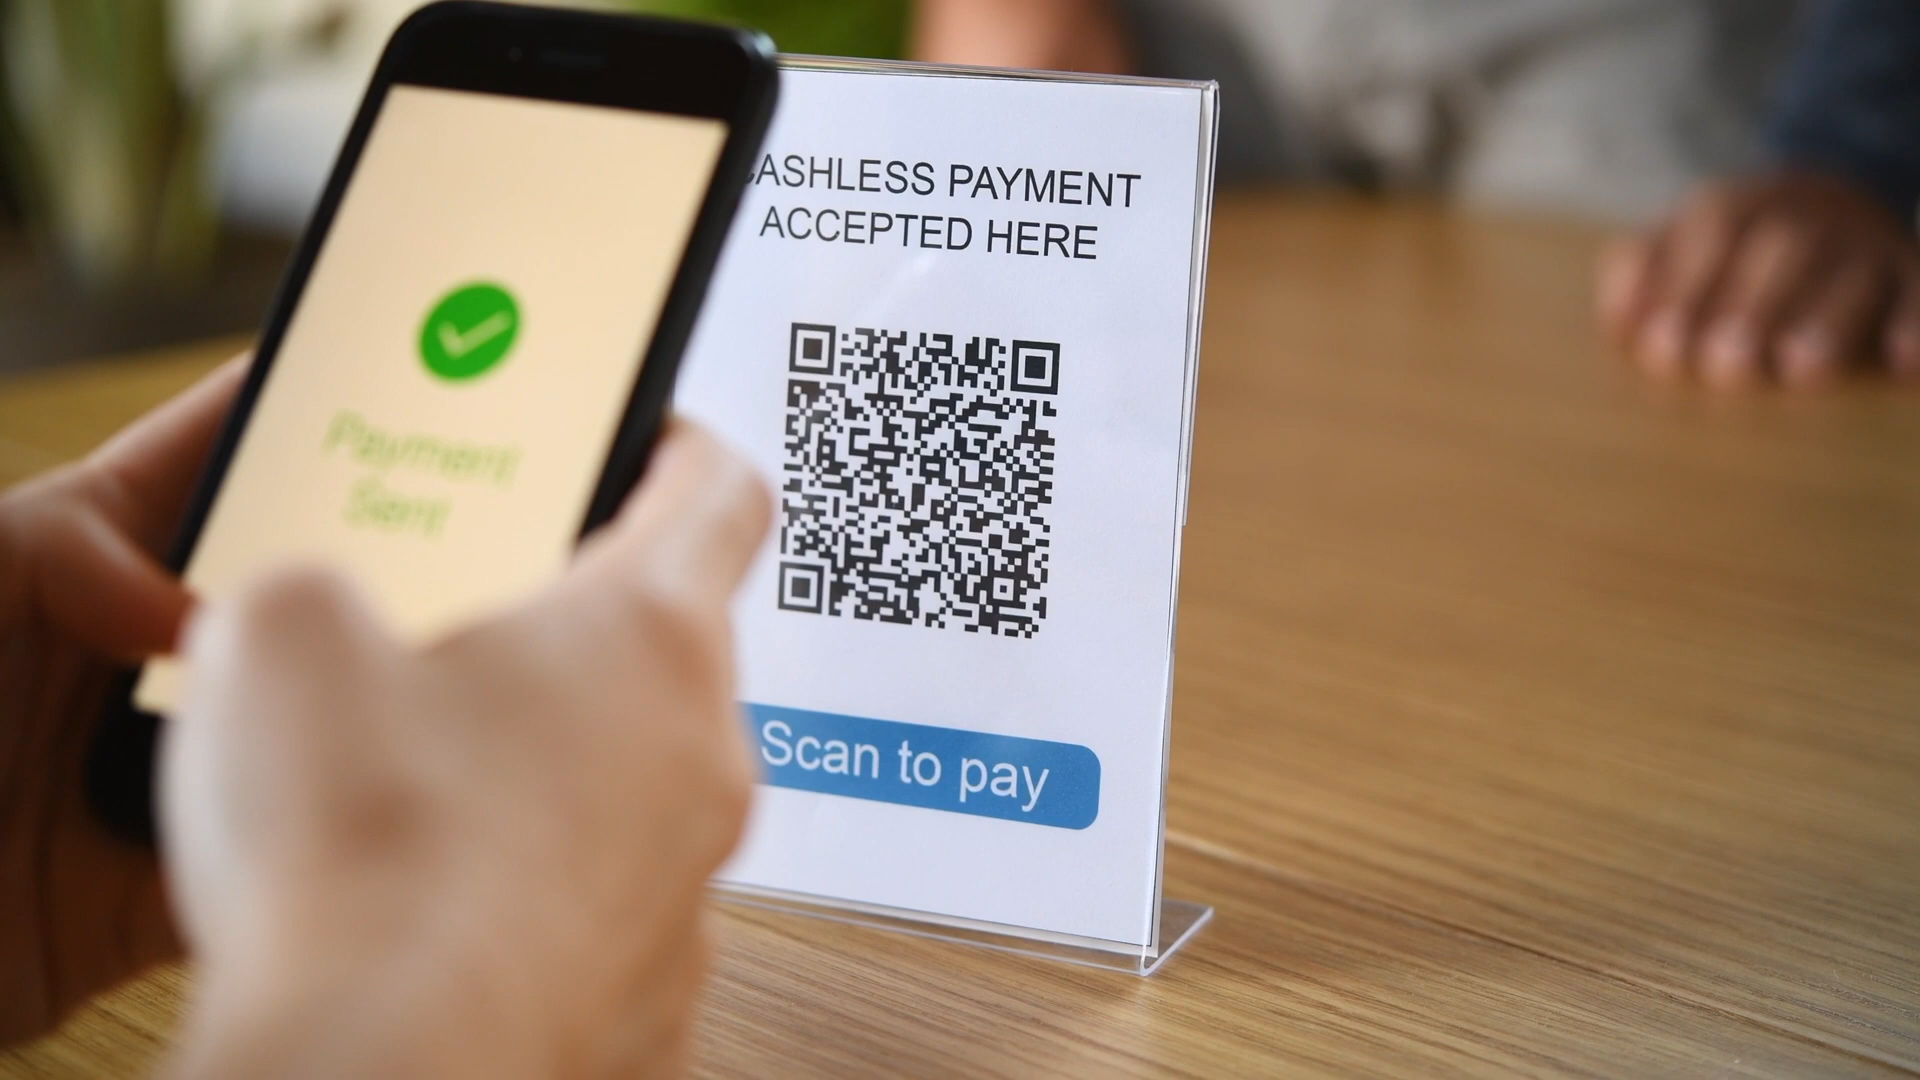 CASHLESS PAYMENT
ACCEPTED HERE
Scan to pay
Payment
Sent